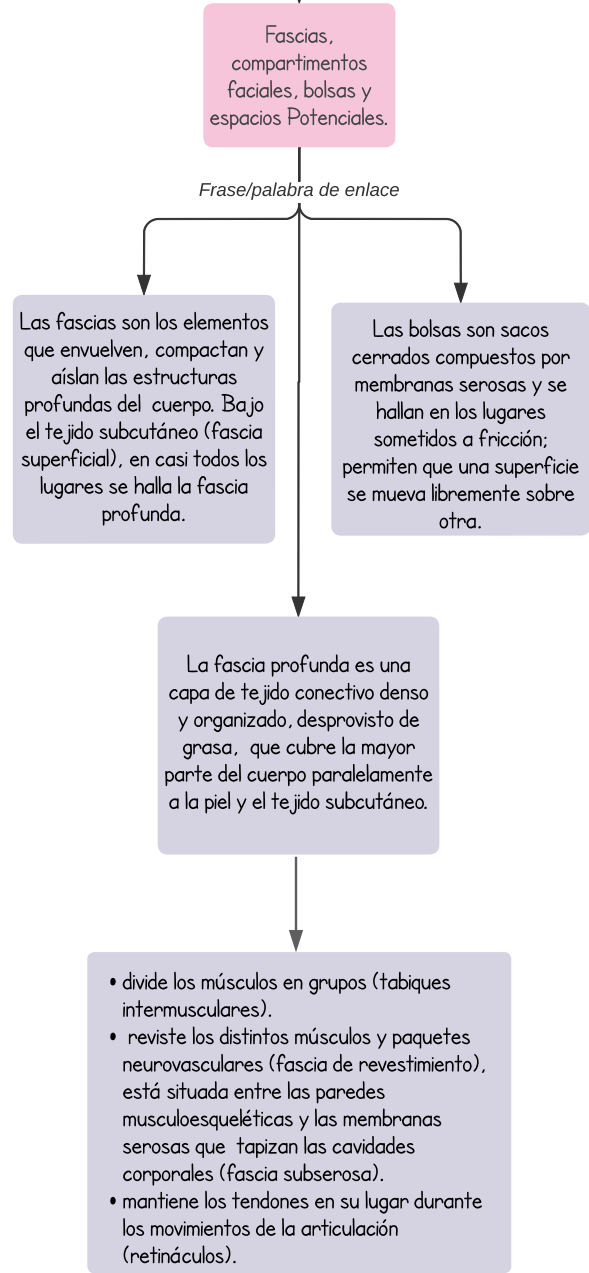 Fascias,
compartimentos
faciales, bolsas y
espacios Potenciales.
Frase/palabra de enlace
Las fascias son los elementos
que envuelven, compactan y
aíslan las estructuras
profundas del cuerpo. Bajo
el tejido subcutáneo (fascia
superficial), en casi todos los
lugares se halla la fascia
profunda.
Las bolsas son sacos
cerrados compuestos por
membranas serosas y se
hallan en los lugares
sometidos a fricción;
permiten que una superficie
se mueva libremente sobre
otra.
La fascia profunda es una
capa de tejido conectivo denso
y organizado, desprovisto de
grasa, que cubre la mayor
parte del cuerpo paralelamente
a la piel y el tejido subcutáneo.
• divide los músculos en grupos (tabiques
intermusculares).
• reviste los distintos músculos y paquetes
neurovasculares (fascia de revestimiento),
está situada entre las paredes
musculoesqueléticas y las membranas
serosas que tapizan las cavidades
corporales (fascia subserosa).
• mantiene los tendones en su lugar durante
los movimientos de la articulación
(retináculos).